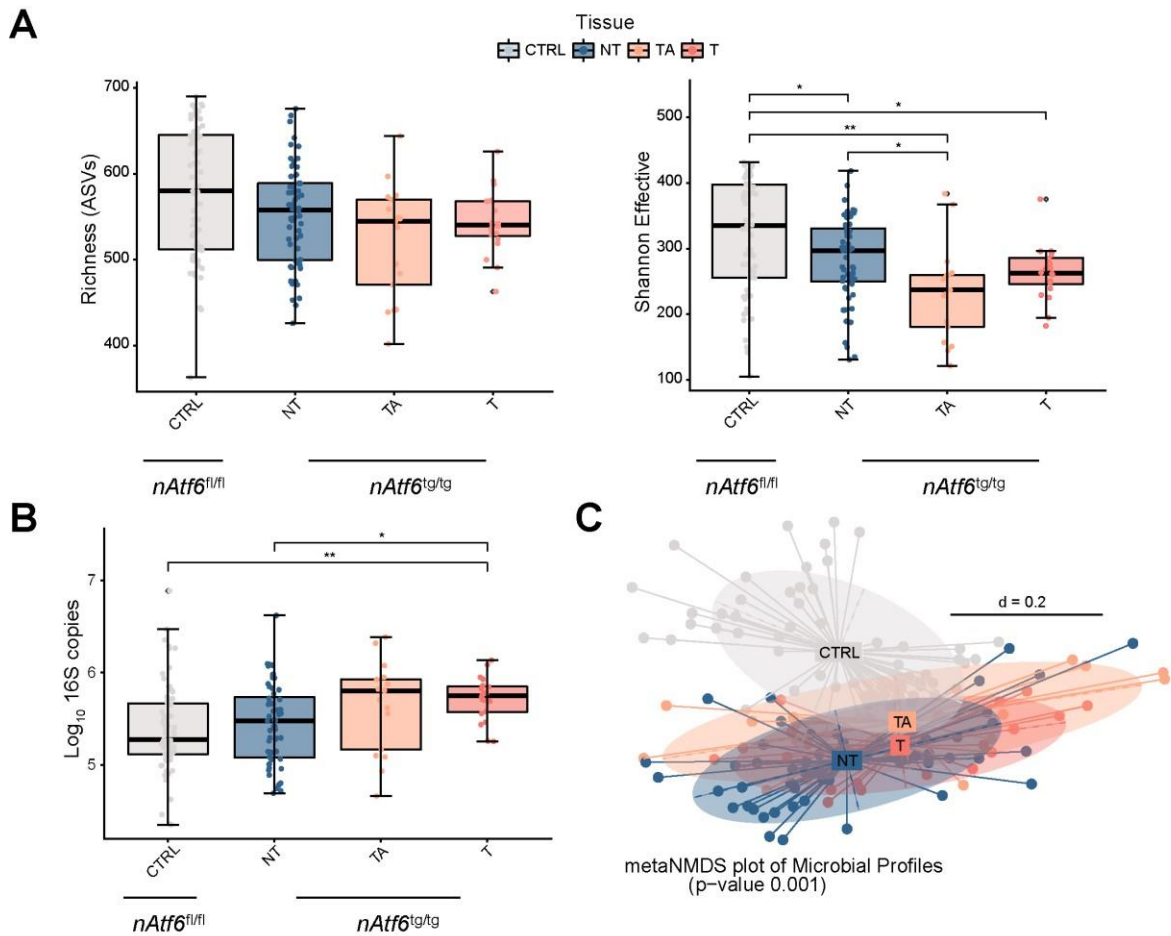 A
Tissue
CTRL NT TA T
Richness (ASVs)
700
600
500
400
CTRL NT TA T
nAtf6fl/fl nAtf6tg/tg
Shannon Effective
500
400
300
200
100
*
*
**
*
CTRL NT TA T
nAtf6fl/fl nAtf6tg/tg
B
Log10 16S copies
7
6
5
*
**
CTRL NT TA T
nAtf6fl/fl nAtf6tg/tg
C
d = 0.2
CTRL
TA
T
NT
metaNMDS plot of Microbial Profiles
(p−value 0.001)